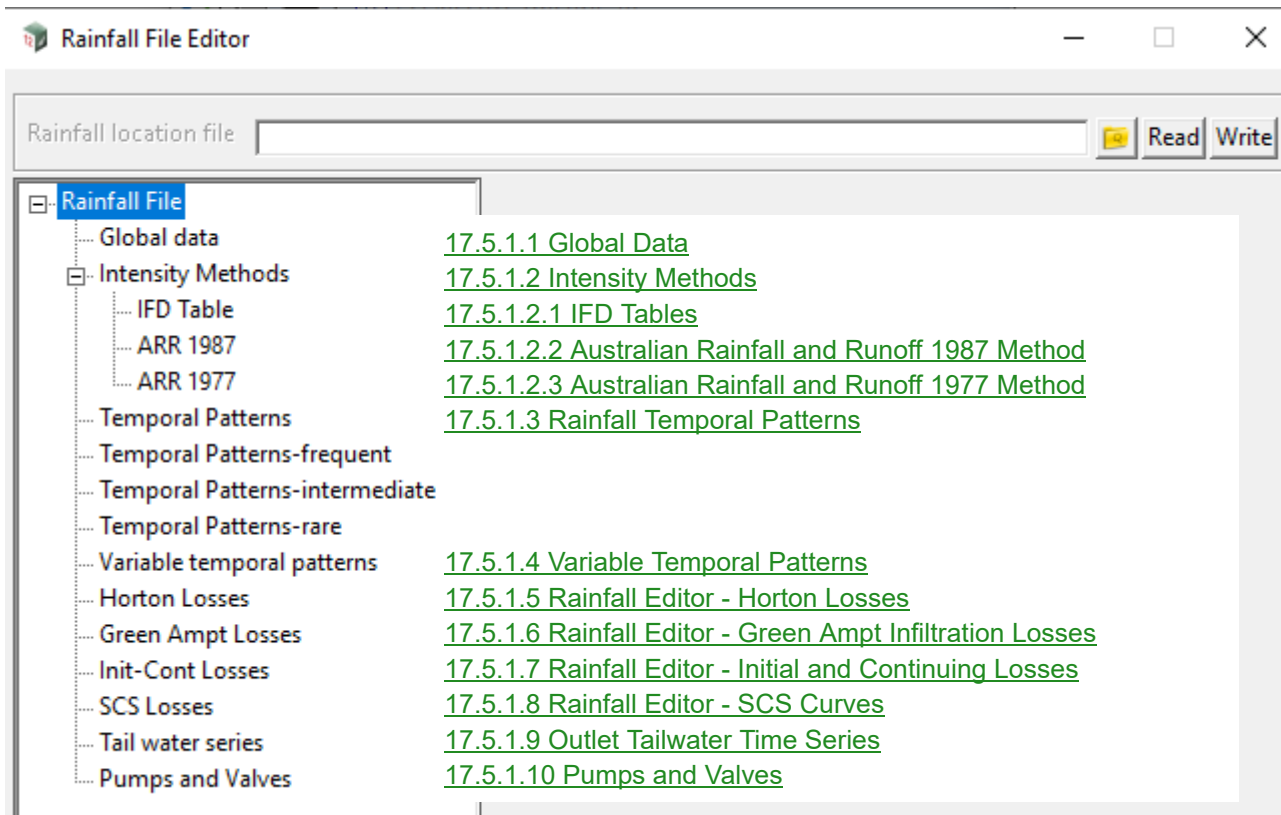 Rainfall File Editor
Rainfall location file Read Write
Rainfall File
Global data 17.5.1.1 Global Data
Intensity Methods 17.5.1.2 Intensity Methods
IFD Table 17.5.1.2.1 IFD Tables
ARR 1987 17.5.1.2.2 Australian Rainfall and Runoff 1987 Method
ARR 1977 17.5.1.2.3 Australian Rainfall and Runoff 1977 Method
Temporal Patterns 17.5.1.3 Rainfall Temporal Patterns
Temporal Patterns-frequent
Temporal Patterns-intermediate
Temporal Patterns-rare
Variable temporal patterns 17.5.1.4 Variable Temporal Patterns
Horton Losses 17.5.1.5 Rainfall Editor - Horton Losses
Green Ampt Losses 17.5.1.6 Rainfall Editor - Green Ampt Infiltration Losses
Init-Cont Losses 17.5.1.7 Rainfall Editor - Initial and Continuing Losses
SCS Losses 17.5.1.8 Rainfall Editor - SCS Curves
Tail water series 17.5.1.9 Outlet Tailwater Time Series
Pumps and Valves 17.5.1.10 Pumps and Valves